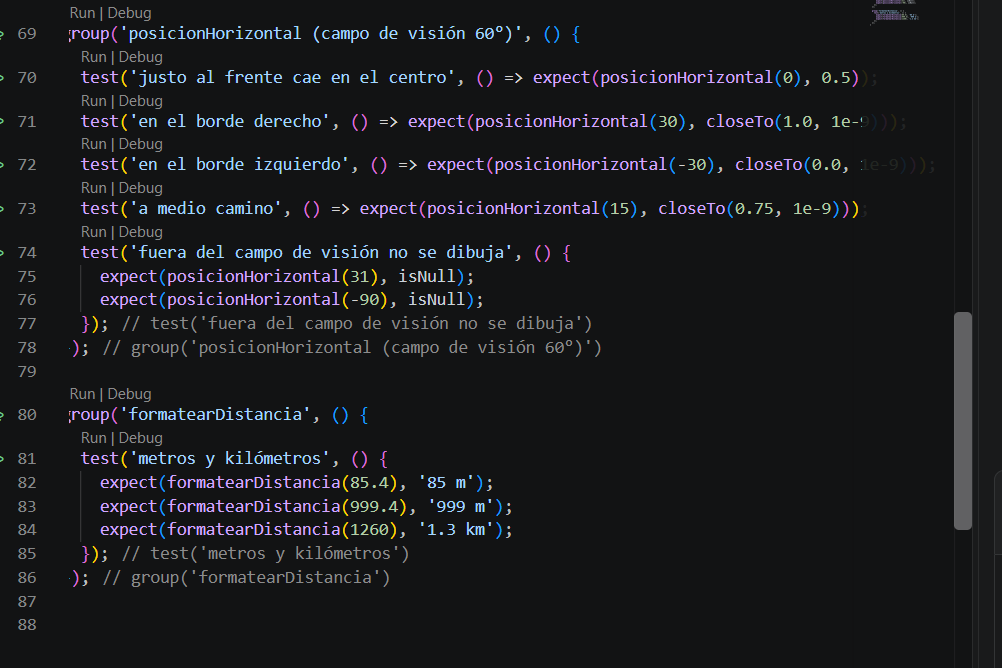 Run | Debug
69 group('posicionHorizontal (campo de visión 60°)', () {
Run | Debug
70 test('justo al frente cae en el centro', () => expect(posicionHorizontal(0), 0.5));
Run | Debug
71 test('en el borde derecho', () => expect(posicionHorizontal(30), closeTo(1.0, 1e-9)));
Run | Debug
72 test('en el borde izquierdo', () => expect(posicionHorizontal(-30), closeTo(0.0, 1e-9)));
Run | Debug
73 test('a medio camino', () => expect(posicionHorizontal(15), closeTo(0.75, 1e-9)));
Run | Debug
74 test('fuera del campo de visión no se dibuja', () {
75 expect(posicionHorizontal(31), isNull);
76 expect(posicionHorizontal(-90), isNull);
77 }); // test('fuera del campo de visión no se dibuja')
78 }); // group('posicionHorizontal (campo de visión 60°)')
79
Run | Debug
80 group('formatearDistancia', () {
Run | Debug
81 test('metros y kilómetros', () {
82 expect(formatearDistancia(85.4), '85 m');
83 expect(formatearDistancia(999.4), '999 m');
84 expect(formatearDistancia(1260), '1.3 km');
85 }); // test('metros y kilómetros')
86 }); // group('formatearDistancia')
87
88